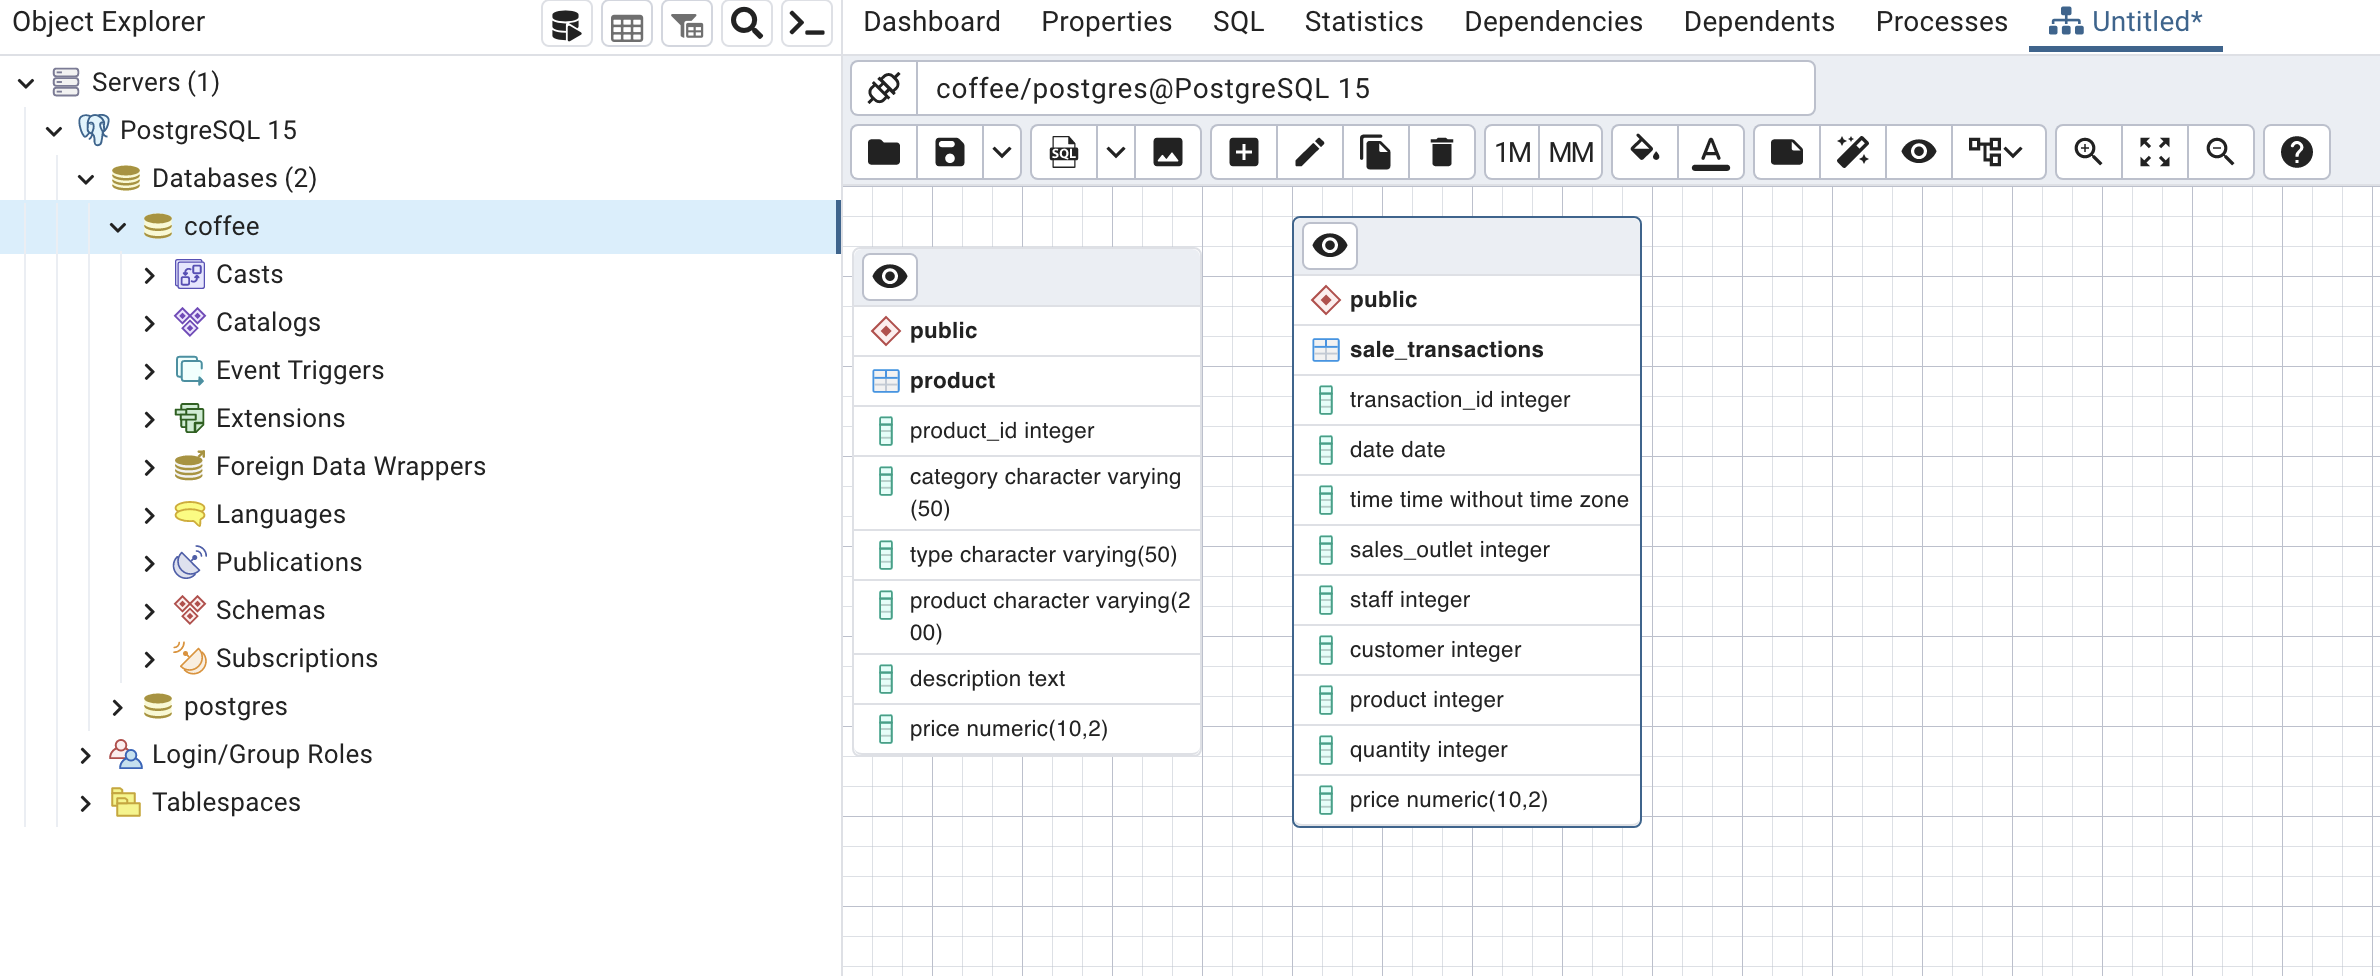 Object Explorer
Servers (1)
PostgreSQL 15
Databases (2)
coffee
Casts
Catalogs
Event Triggers
Extensions
Foreign Data Wrappers
Languages
Publications
Schemas
Subscriptions
postgres
Login/Group Roles
Tablespaces
Dashboard Properties SQL Statistics Dependencies Dependents Processes Untitled*
coffee/postgres@PostgreSQL 15
SQL 1M MM A
public
product
product_id integer
category character varying
(50)
type character varying(50)
product character varying(2
00)
description text
price numeric(10,2)
public
sale_transactions
transaction_id integer
date date
time time without time zone
sales_outlet integer
staff integer
customer integer
product integer
quantity integer
price numeric(10,2)